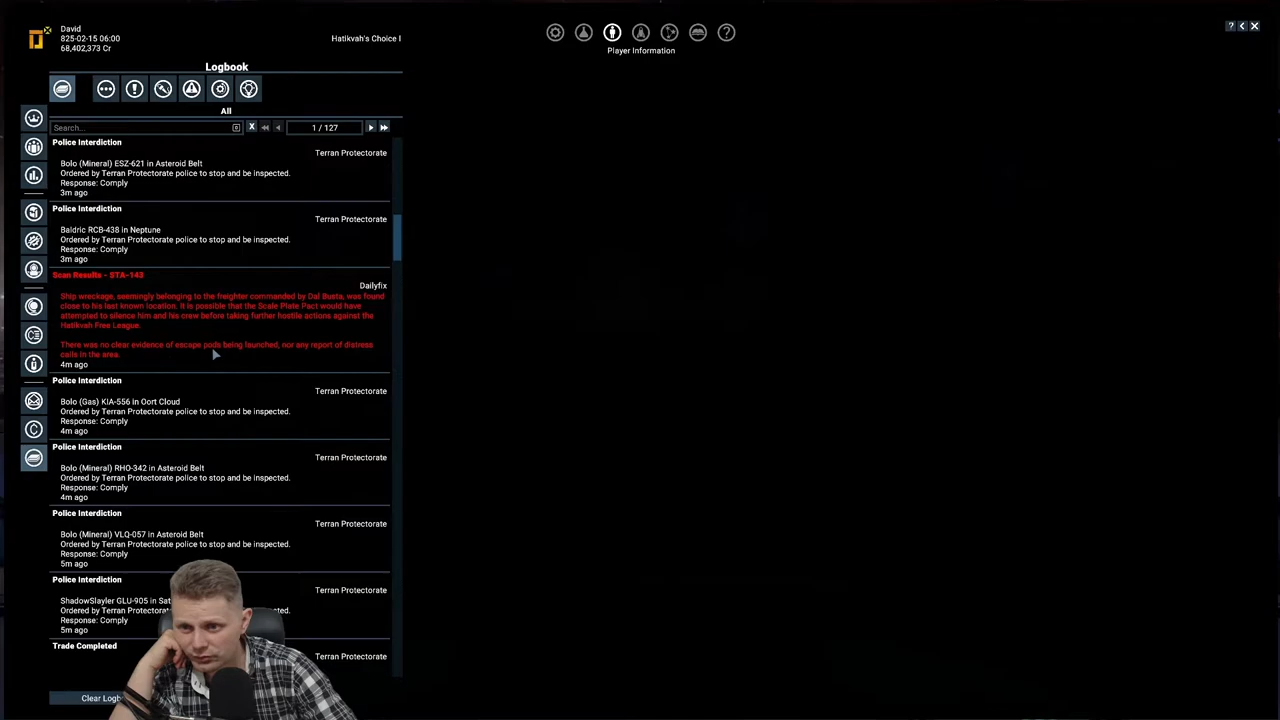 David
825-02-15 06:00
68,402,373 Cr
Hatikvah's Choice I
Player Information
Logbook
All
Search...
X
1 / 127
Police Interdiction
Terran Protectorate
Bolo (Mineral) ESZ-621 in Asteroid Belt
Ordered by Terran Protectorate police to stop and be inspected.
Response: Comply
3m ago
Police Interdiction
Terran Protectorate
Baldric RCB-438 in Neptune
Ordered by Terran Protectorate police to stop and be inspected.
Response: Comply
3m ago
Scan Results - STA-143
Dailyfix
Ship wreckage, seemingly belonging to the freighter commanded by Dal Busta, was found
close to his last known location. It is possible that the Scale Plate Pact would have
attempted to silence him and his crew before taking further hostile actions against the
Hatikvah Free League.
There was no clear evidence of escape pods being launched, nor any report of distress
calls in the area.
4m ago
Police Interdiction
Terran Protectorate
Bolo (Gas) KIA-556 in Oort Cloud
Ordered by Terran Protectorate police to stop and be inspected.
Response: Comply
4m ago
Police Interdiction
Terran Protectorate
Bolo (Mineral) RHO-342 in Asteroid Belt
Ordered by Terran Protectorate police to stop and be inspected.
Response: Comply
4m ago
Police Interdiction
Terran Protectorate
Bolo (Mineral) VLQ-057 in Asteroid Belt
Ordered by Terran Protectorate police to stop and be inspected.
Response: Comply
5m ago
Police Interdiction
Terran Protectorate
ShadowSlayler GLU-905 in Sat
Ordered by Terran Protectorat
cted.
Response: Comply
5m ago
Trade Completed
Terran Protectorate
Clear Logb